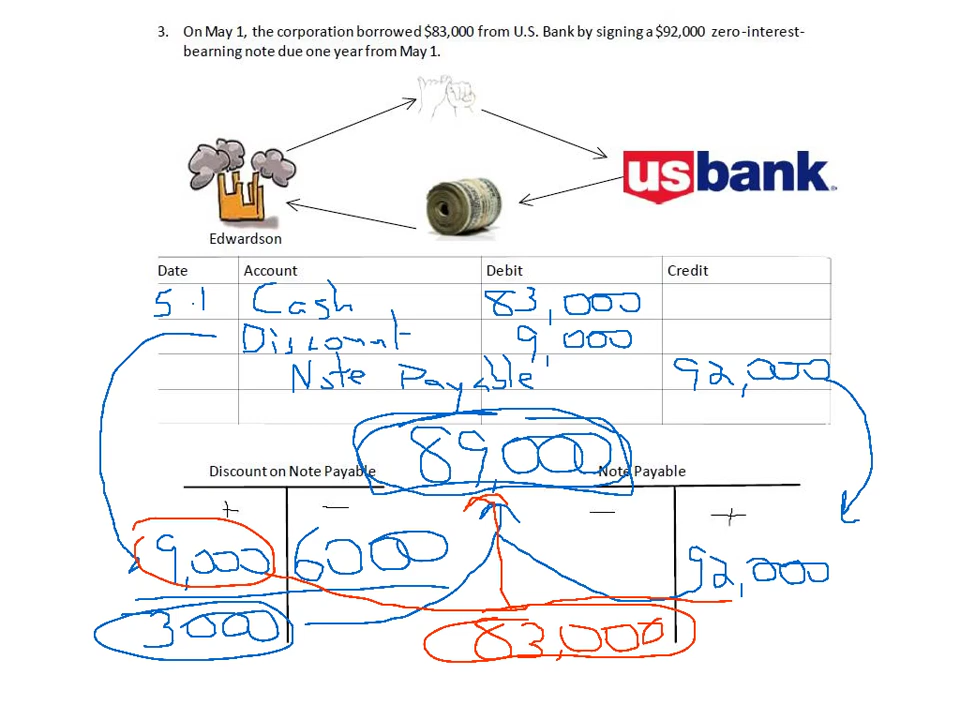 3. On May 1, the corporation borrowed $83,000 from U.S. Bank by signing a $92,000 zero-interest-
bearning note due one year from May 1.
usbank.
Edwardson
Date Account Debit Credit
5.1 Cash 83,000
Discount 9,000
Note Payable 92,000
89,000
Discount on Note Payable Note Payable
+ - - +
9,000 6000 92,000
3000 83,000